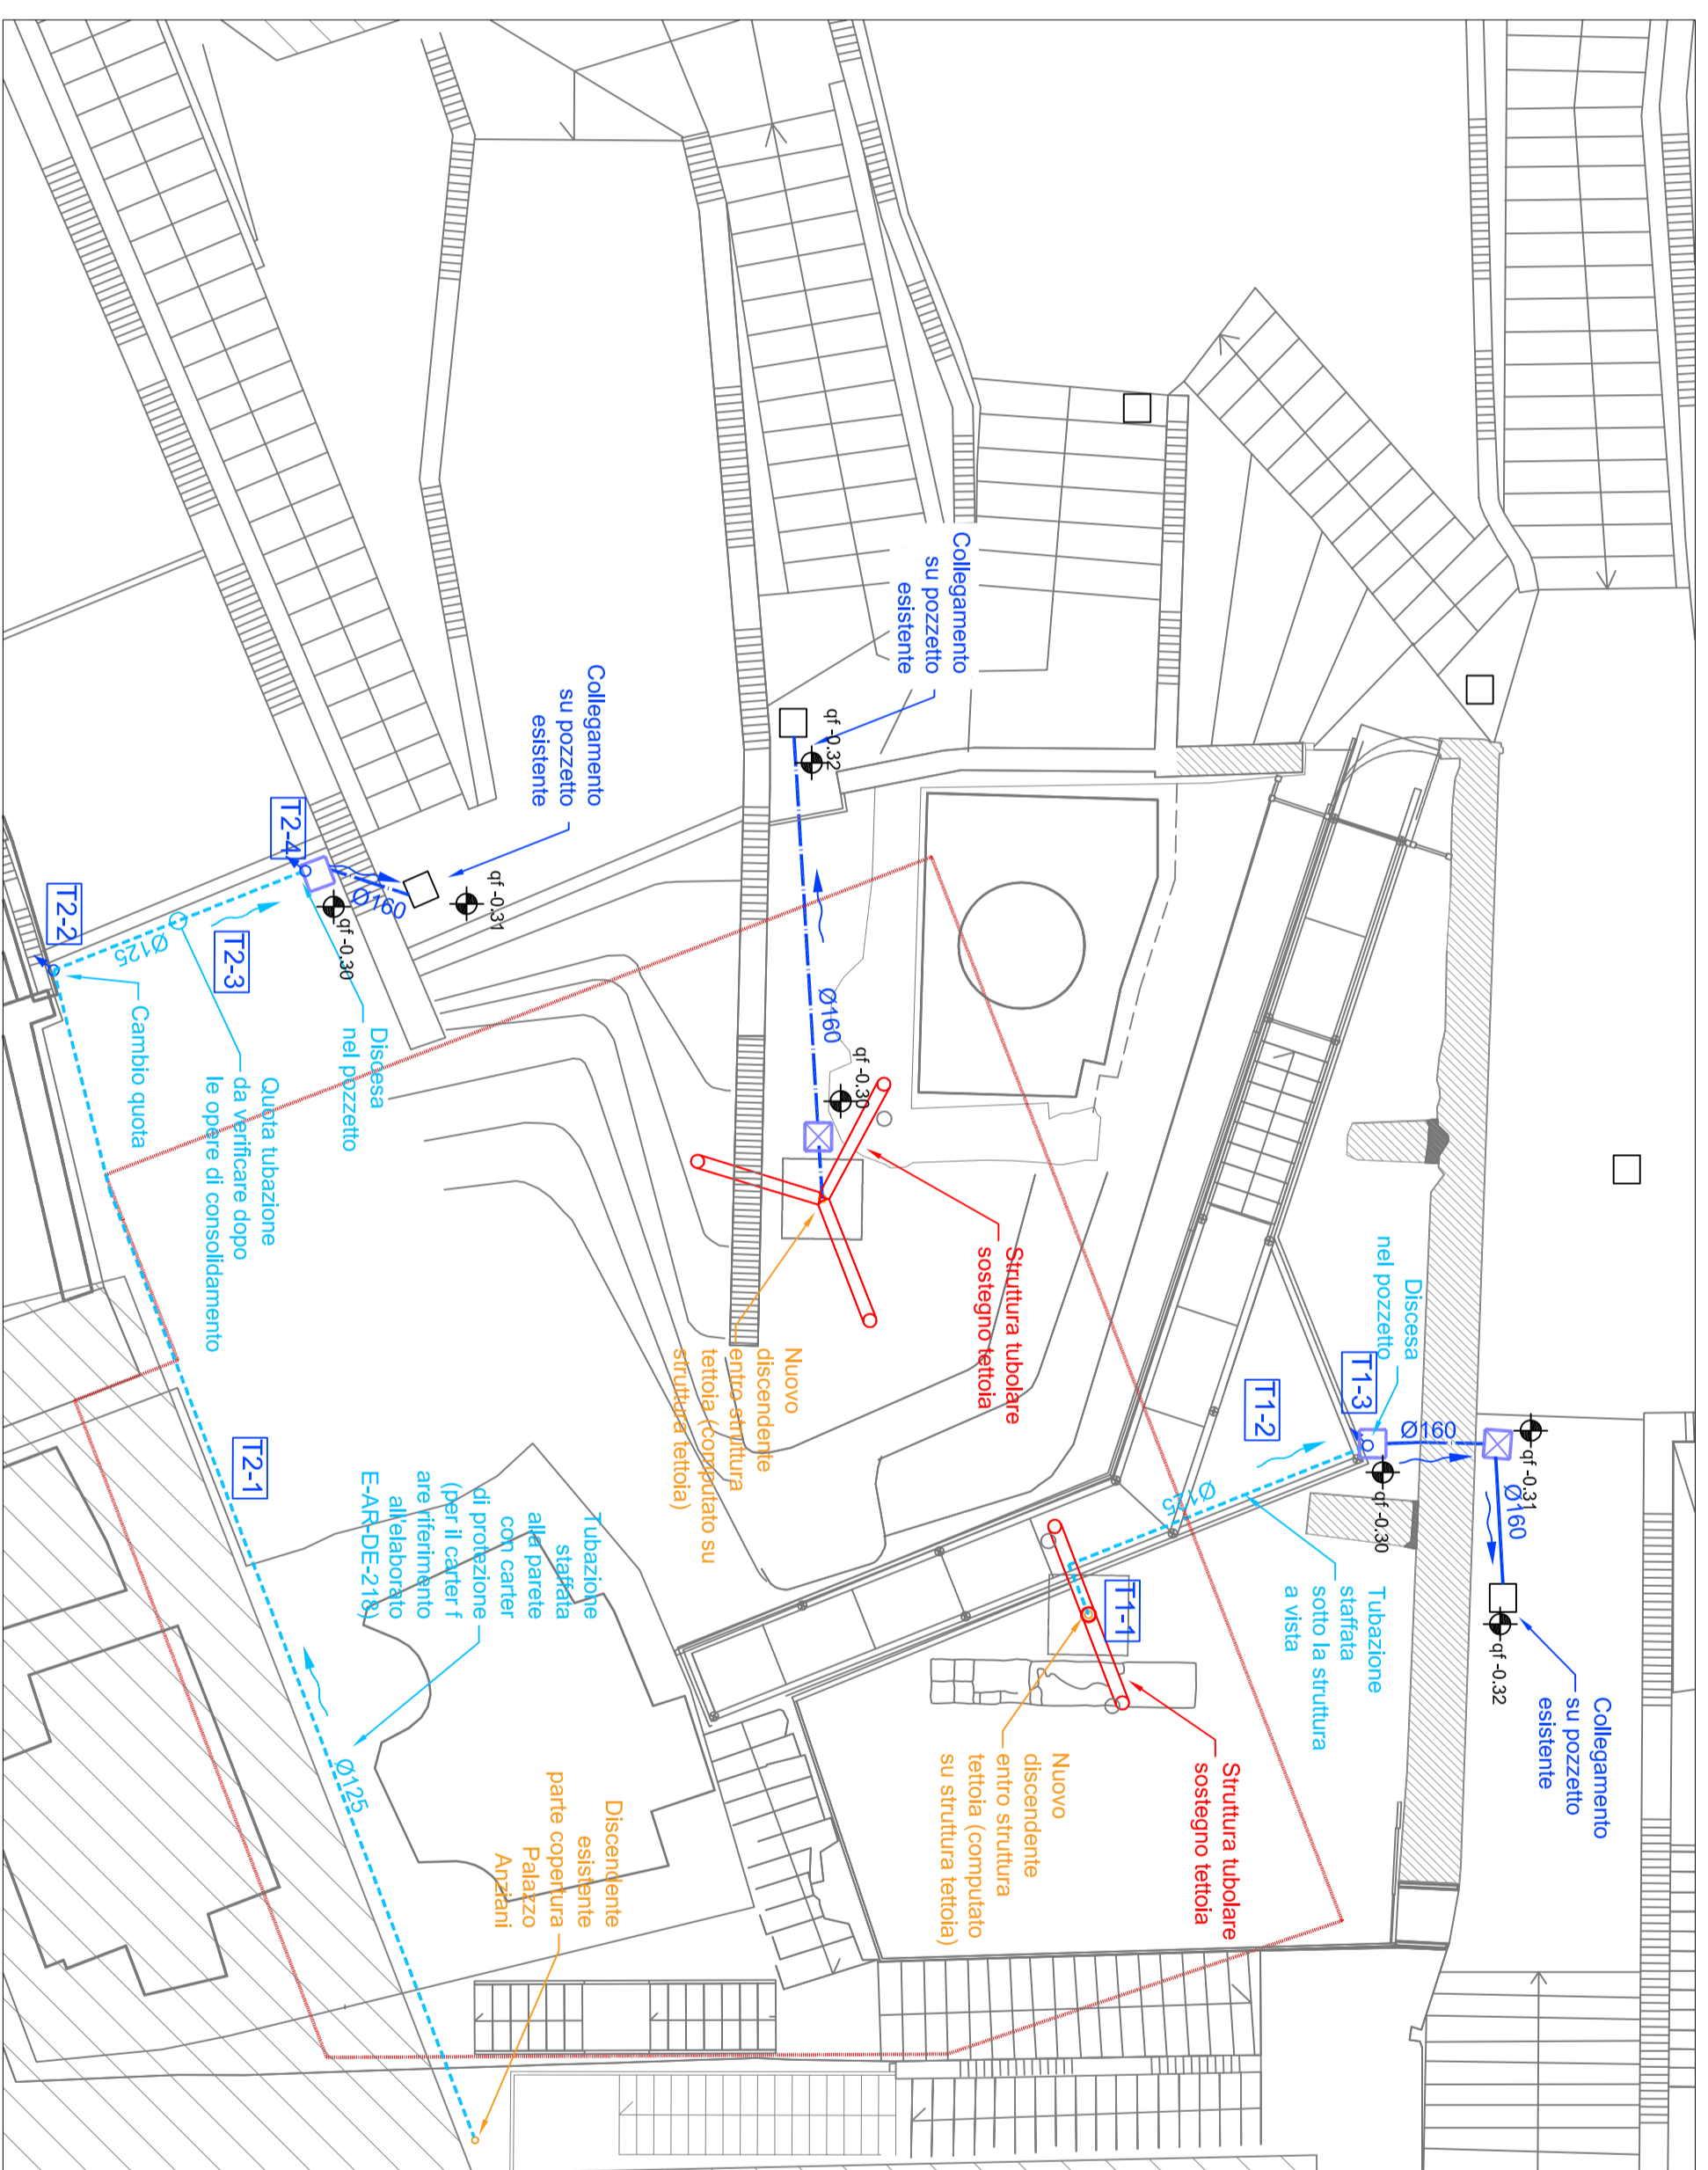 Collegamento
su pozzetto
esistente
qf -0.31
Ø160
qf -0.32
Ø160
Discesa
nel pozzetto
T1-3
qf -0.30
T1-2
Tubazione
staffata
sotto la struttura
a vista
T1-1
Struttura tubolare
sostegno tettoia
Nuovo
discendente
entro struttura
tettoia (computato
su struttura tettoia)
Struttura tubolare
sostegno tettoia
Collegamento
su pozzetto
esistente
qf -0.32
Ø160
qf -0.30
Nuovo
discendente
entro struttura
tettoia (computato su
struttura tettoia)
Collegamento
su pozzetto
esistente
qf -0.31
Ø160
qf -0.30
T2-4
Discesa
nel pozzetto
T2-3
Quota tubazione
da verificare dopo
le opere di consolidamento
Ø125
Cambio quota
T2-2
T2-1
Tubazione
staffata
alla parete
con carter
di protezione
(per il carter f
are riferimento
all'elaborato
E-AR-DE-218)
Ø125
Discendente
esistente
parte copertura
Palazzo
Anziani